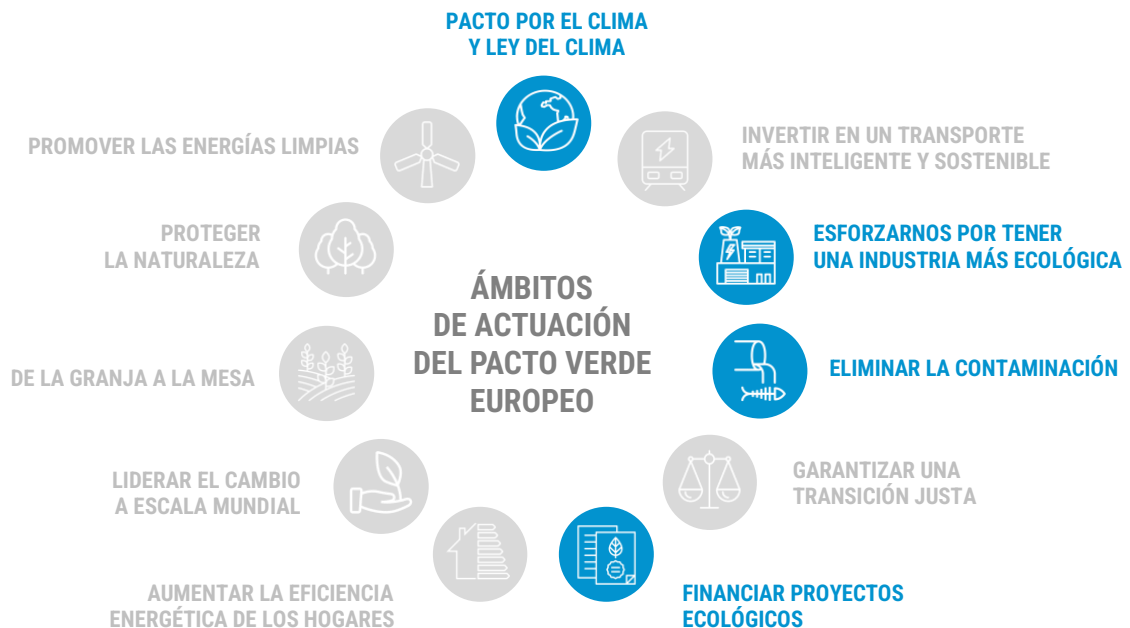 PACTO POR EL CLIMA
Y LEY DEL CLIMA
PROMOVER LAS ENERGÍAS LIMPIAS
INVERTIR EN UN TRANSPORTE
MÁS INTELIGENTE Y SOSTENIBLE
PROTEGER
LA NATURALEZA
ESFORZARNOS POR TENER
UNA INDUSTRIA MÁS ECOLÓGICA
ÁMBITOS
DE ACTUACIÓN
DEL PACTO VERDE
EUROPEO
DE LA GRANJA A LA MESA
ELIMINAR LA CONTAMINACIÓN
LIDERAR EL CAMBIO
A ESCALA MUNDIAL
GARANTIZAR UNA
TRANSICIÓN JUSTA
AUMENTAR LA EFICIENCIA
ENERGÉTICA DE LOS HOGARES
FINANCIAR PROYECTOS
ECOLÓGICOS